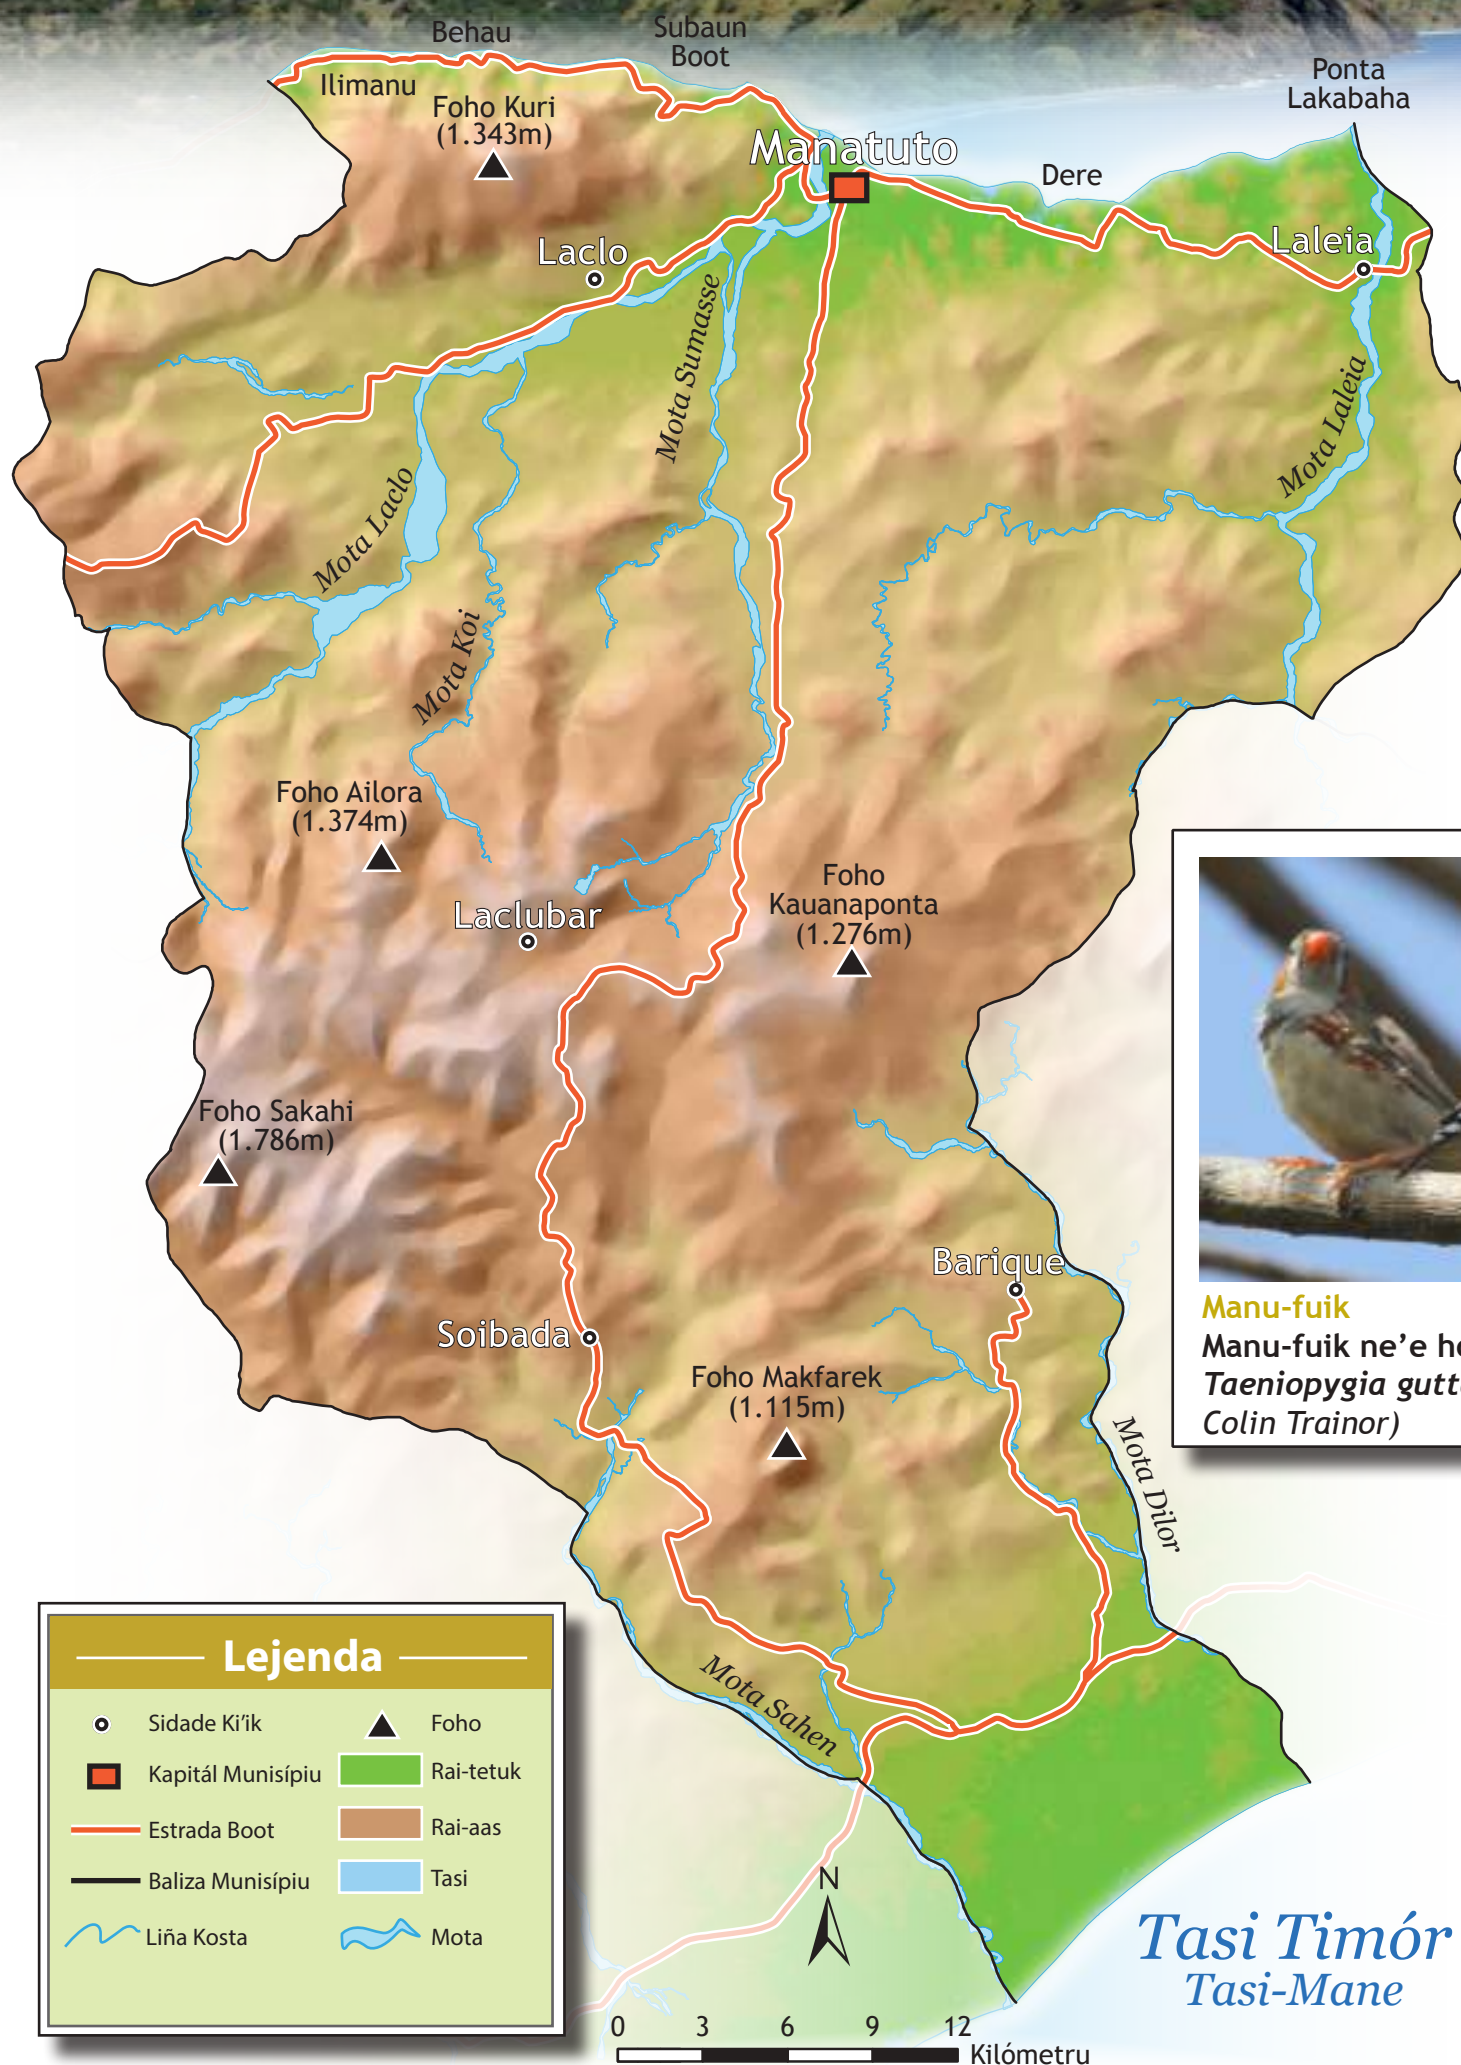 Behau
Subaun
Boot
Ponta
Lakabaha
Ilimanu
Foho Kuri
(1.343m)
Manatuto
Dere
Laclo
Laleia
Mota Sumasse
Mota Laleia
Mota Laclo
Mota Koi
Foho Ailora
(1.374m)
Foho
Kauanaponta
(1.276m)
Laclubar
Foho Sakahi
(1.786m)
Barique
Soibada
Foho Makfarek
(1.115m)
Mota Dilor
Mota Sahen
Manu-fuik
Manu-fuik ne’e
Taeniopygia
Colin Trainor)
Lejenda
Sidade Ki’ik
Foho
Kapitál Munisípiu
Rai-tetuk
Estrada Boot
Rai-aas
Baliza Munisípiu
Tasi
Liña Kosta
Mota
N
Tasi Timór
Tasi-Mane
0 3 6 9 12
Kilómetru